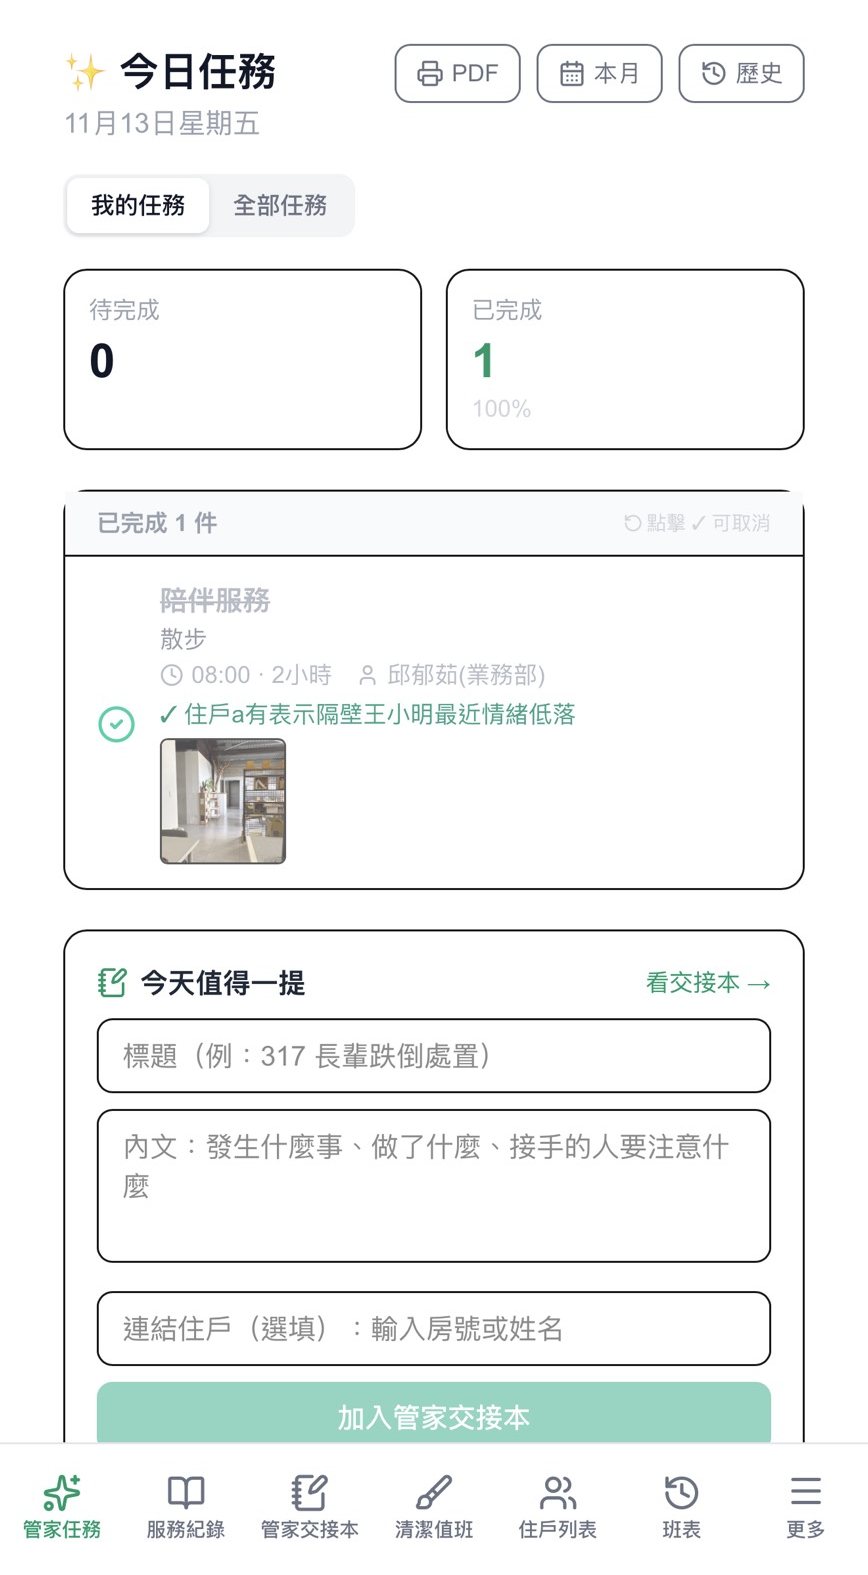 ✨ 今日任務
PDF
本月
歷史
11月13日星期五
我的任務
全部任務
待完成
0
已完成
1
100%
已完成 1 件
點擊 ✓ 可取消
陪伴服務
散步
08:00 · 2小時
邱郁茹(業務部)
✓ 住戶a有表示隔壁王小明最近情緒低落
今天值得一提
看交接本 →
標題（例：317 長輩跌倒處置）
內文：發生什麼事、做了什麼、接手的人要注意什
麼
連結住戶（選填）：輸入房號或姓名
加入管家交接本
管家任務
服務紀錄
管家交接本
清潔值班
住戶列表
班表
更多